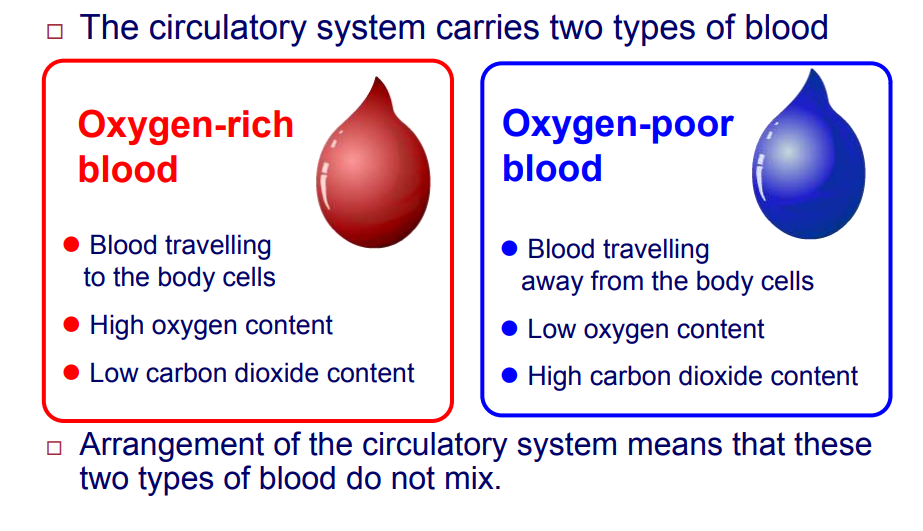 The circulatory system carries two types of blood
Oxygen-rich
blood
Blood travelling
to the body cells
High oxygen content
Low carbon dioxide content
Oxygen-poor
blood
Blood travelling
away from the body cells
Low oxygen content
High carbon dioxide content
Arrangement of the circulatory system means that these
two types of blood do not mix.